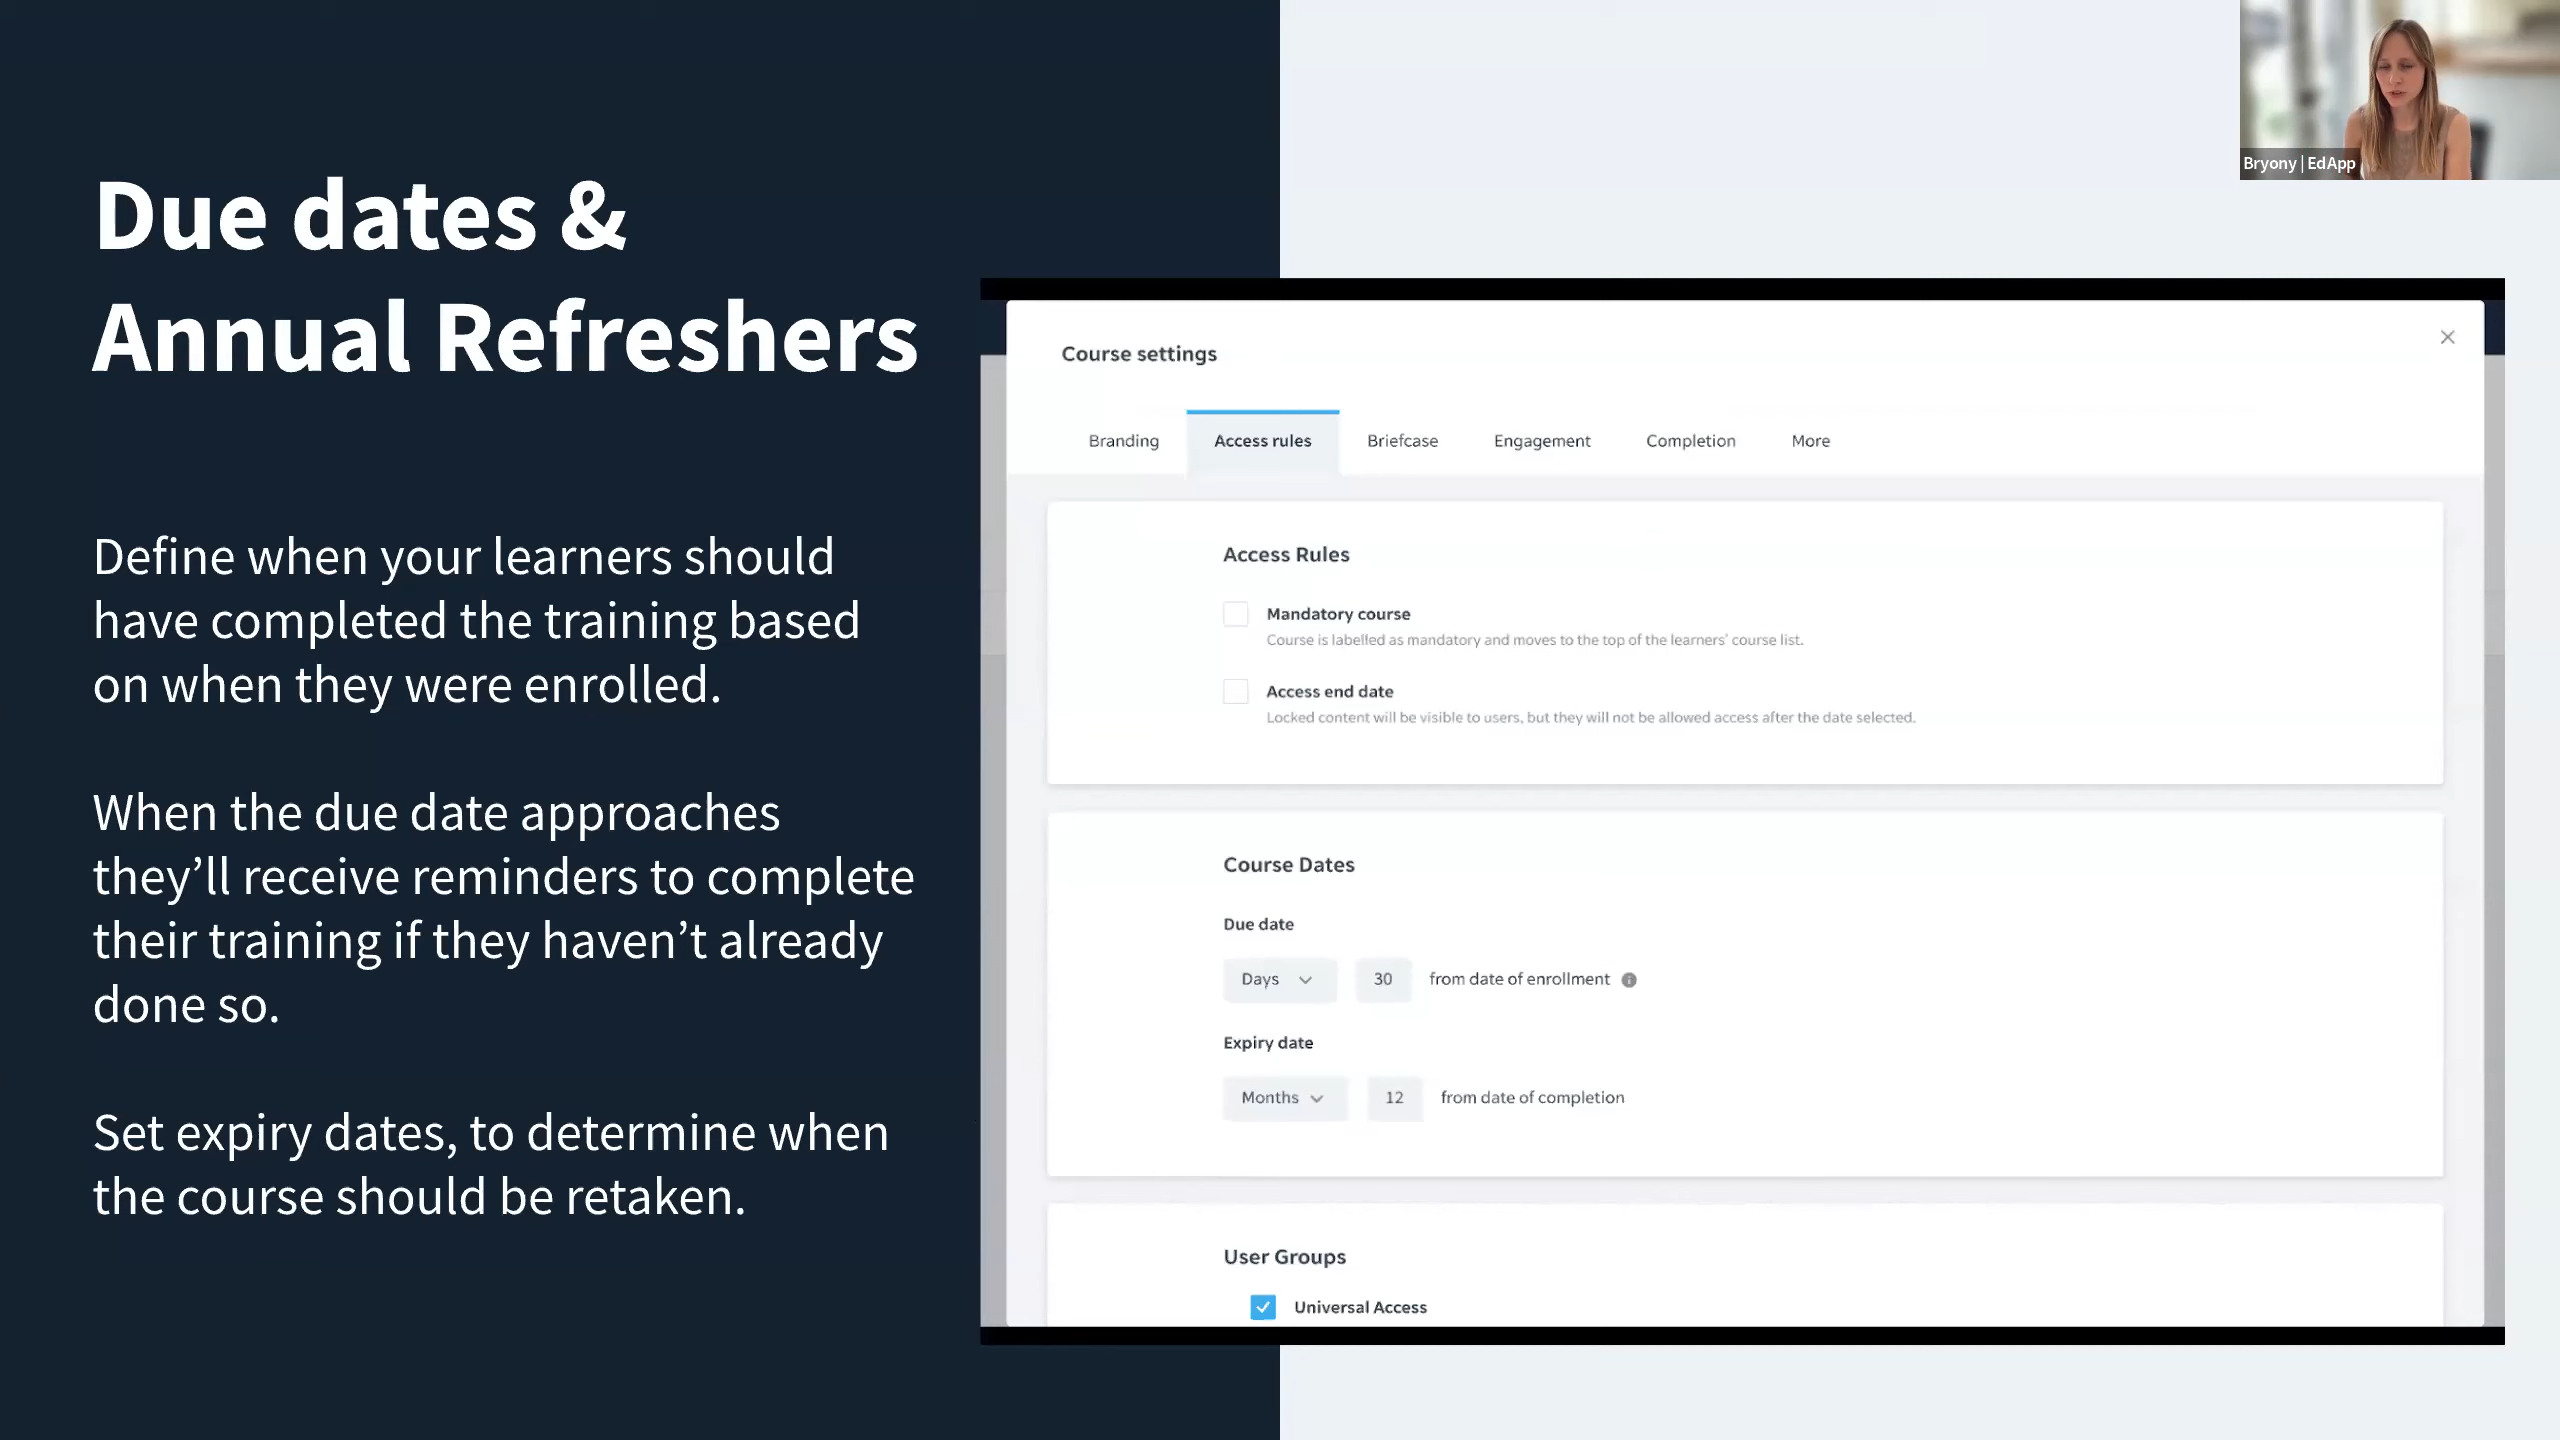 Due dates &
Annual Refreshers
Define when your learners should
have completed the training based
on when they were enrolled.
When the due date approaches
they’ll receive reminders to complete
their training if they haven’t already
done so.
Set expiry dates, to determine when
the course should be retaken.
Bryony | EdApp
Course settings
Branding
Access rules
Briefcase
Engagement
Completion
More
Access Rules
Mandatory course
Course is labelled as mandatory and moves to the top of the learners’ course list.
Access end date
Locked content will be visible to users, but they will not be allowed access after the date selected.
Course Dates
Due date
Days 30 from date of enrollment
Expiry date
Months 12 from date of completion
User Groups
Universal Access